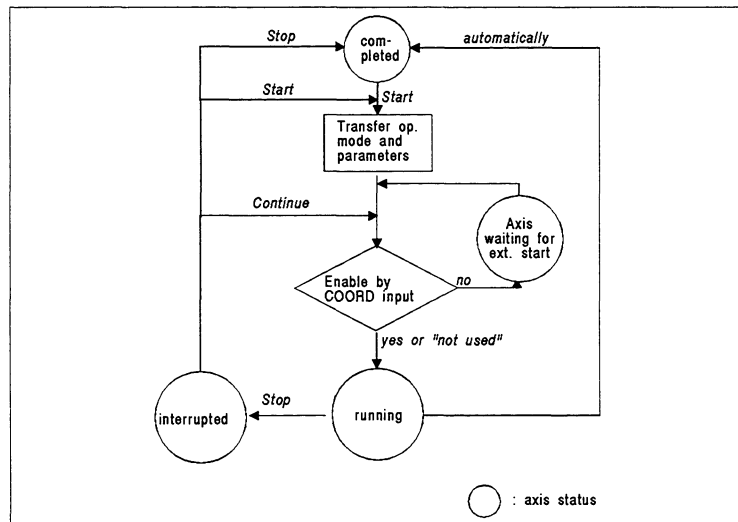 Stop
com-
pleted
automatically
Start
Start
Transfer op.
mode and
parameters
Continue
Axis
waiting for
ext. start
Enable by
COORD input
no
yes or "not used"
interrupted
Stop
running
: axis status